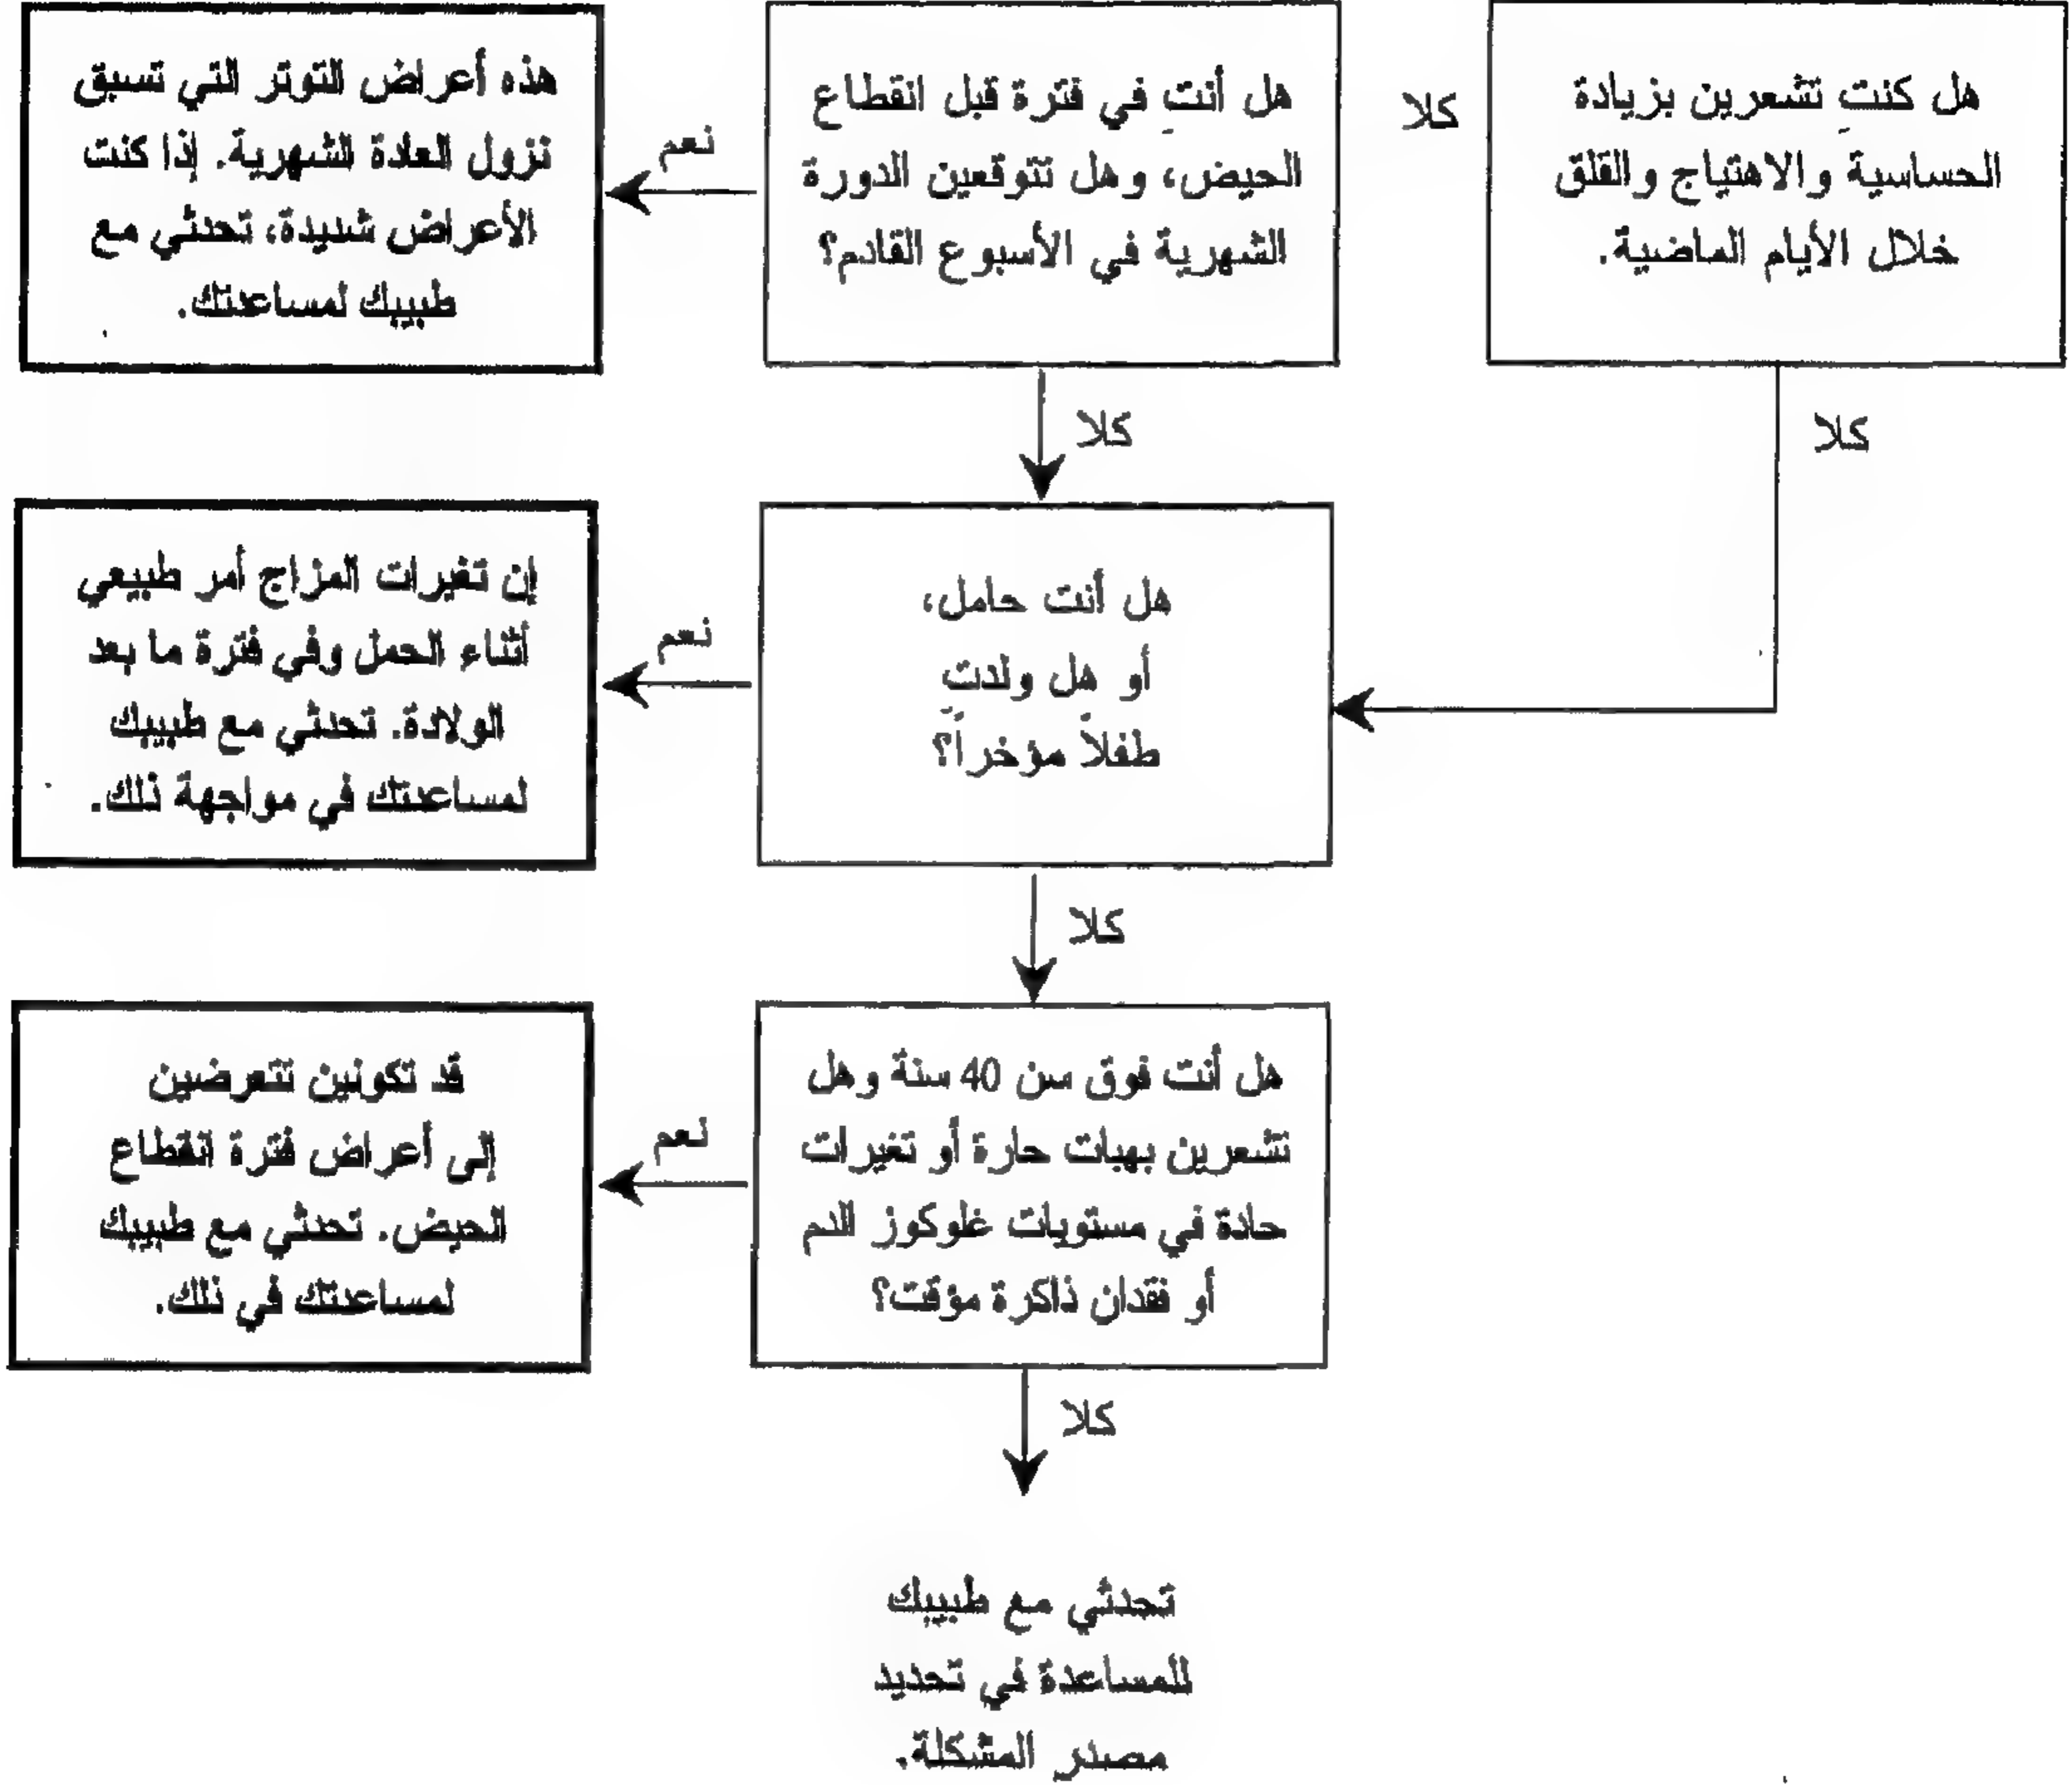 هل كنتِ تشعرين بزيادة
الحساسية والاهتياج والقلق
خلال الأيام الماضية.
كلا
كلا
هل أنتِ في فترة قبل انقطاع
الحيض، وهل تتوقعين الدورة
الشهرية في الأسبوع القادم؟
نعم
هذه أعراض التوتر التي تسبق
نزول العادة الشهرية. إذا كنت
الأعراض شديدة، تحدثي مع
طبيبك لمساعدتك.
كلا
هل أنت حامل،
أو هل ولدتِ
طفلاً مؤخراً؟
نعم
إن تغيرات المزاج أمر طبيعي
أثناء الحمل وفي فترة ما بعد
الولادة. تحدثي مع طبيبك
لمساعدتك في مواجهة ذلك.
كلا
هل أنت فوق سن 40 سنة وهل
تشعرين بهبات حارة أو تغيرات
حادة في مستويات غلوكوز الدم
أو فقدان ذاكرة مؤقت؟
نعم
قد تكونين تتعرضين
إلى أعراض فترة انقطاع
الحيض. تحدثي مع طبيبك
لمساعدتك في ذلك.
كلا
تحدثي مع طبيبك
للمساعدة في تحديد
مصدر المشكلة.